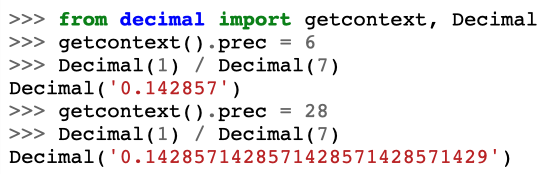 >>> from decimal import getcontext, Decimal
>>> getcontext().prec = 6
>>> Decimal(1) / Decimal(7)
Decimal('0.142857')
>>> getcontext().prec = 28
>>> Decimal(1) / Decimal(7)
Decimal('0.1428571428571428571428571429')